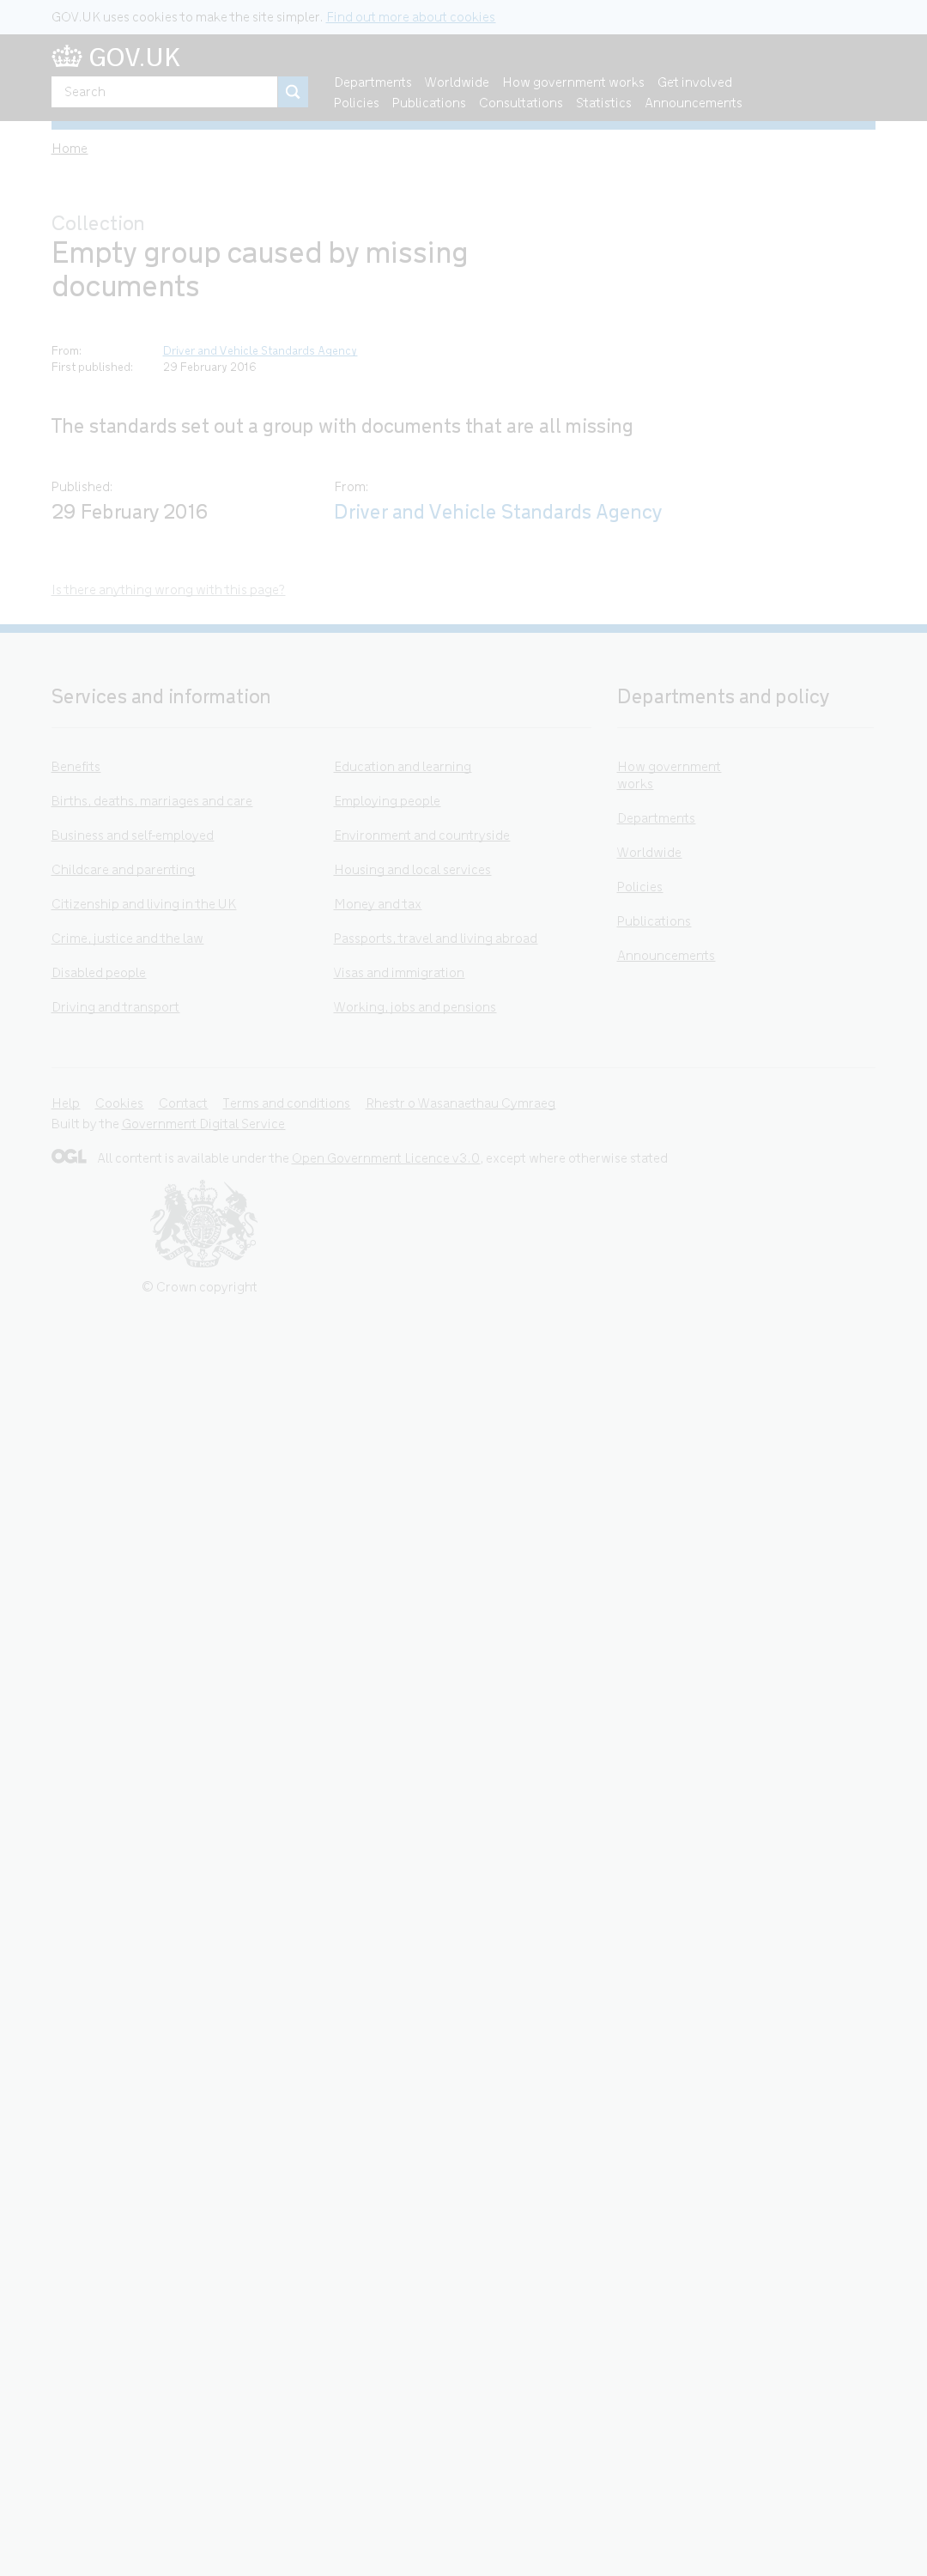 GOV.UK uses cookies to make the site simpler. Find out more about cookies
GOV.UK
Search
Departments Worldwide How government works Get involved
Policies Publications Consultations Statistics Announcements
Home
Collection
Empty group caused by missing
documents
From: Driver and Vehicle Standards Agency
First published: 29 February 2016
The standards set out a group with documents that are all missing
Published: From:
29 February 2016 Driver and Vehicle Standards Agency
Is there anything wrong with this page?
Services and information
Benefits
Births, deaths, marriages and care
Business and self-employed
Childcare and parenting
Citizenship and living in the UK
Crime, justice and the law
Disabled people
Driving and transport
Education and learning
Employing people
Environment and countryside
Housing and local services
Money and tax
Passports, travel and living abroad
Visas and immigration
Working, jobs and pensions
Departments and policy
How government
works
Departments
Worldwide
Policies
Publications
Announcements
Help Cookies Contact Terms and conditions Rhestr o Wasanaethau Cymraeg
Built by the Government Digital Service
OGL All content is available under the Open Government Licence v3.0, except where otherwise stated
© Crown copyright